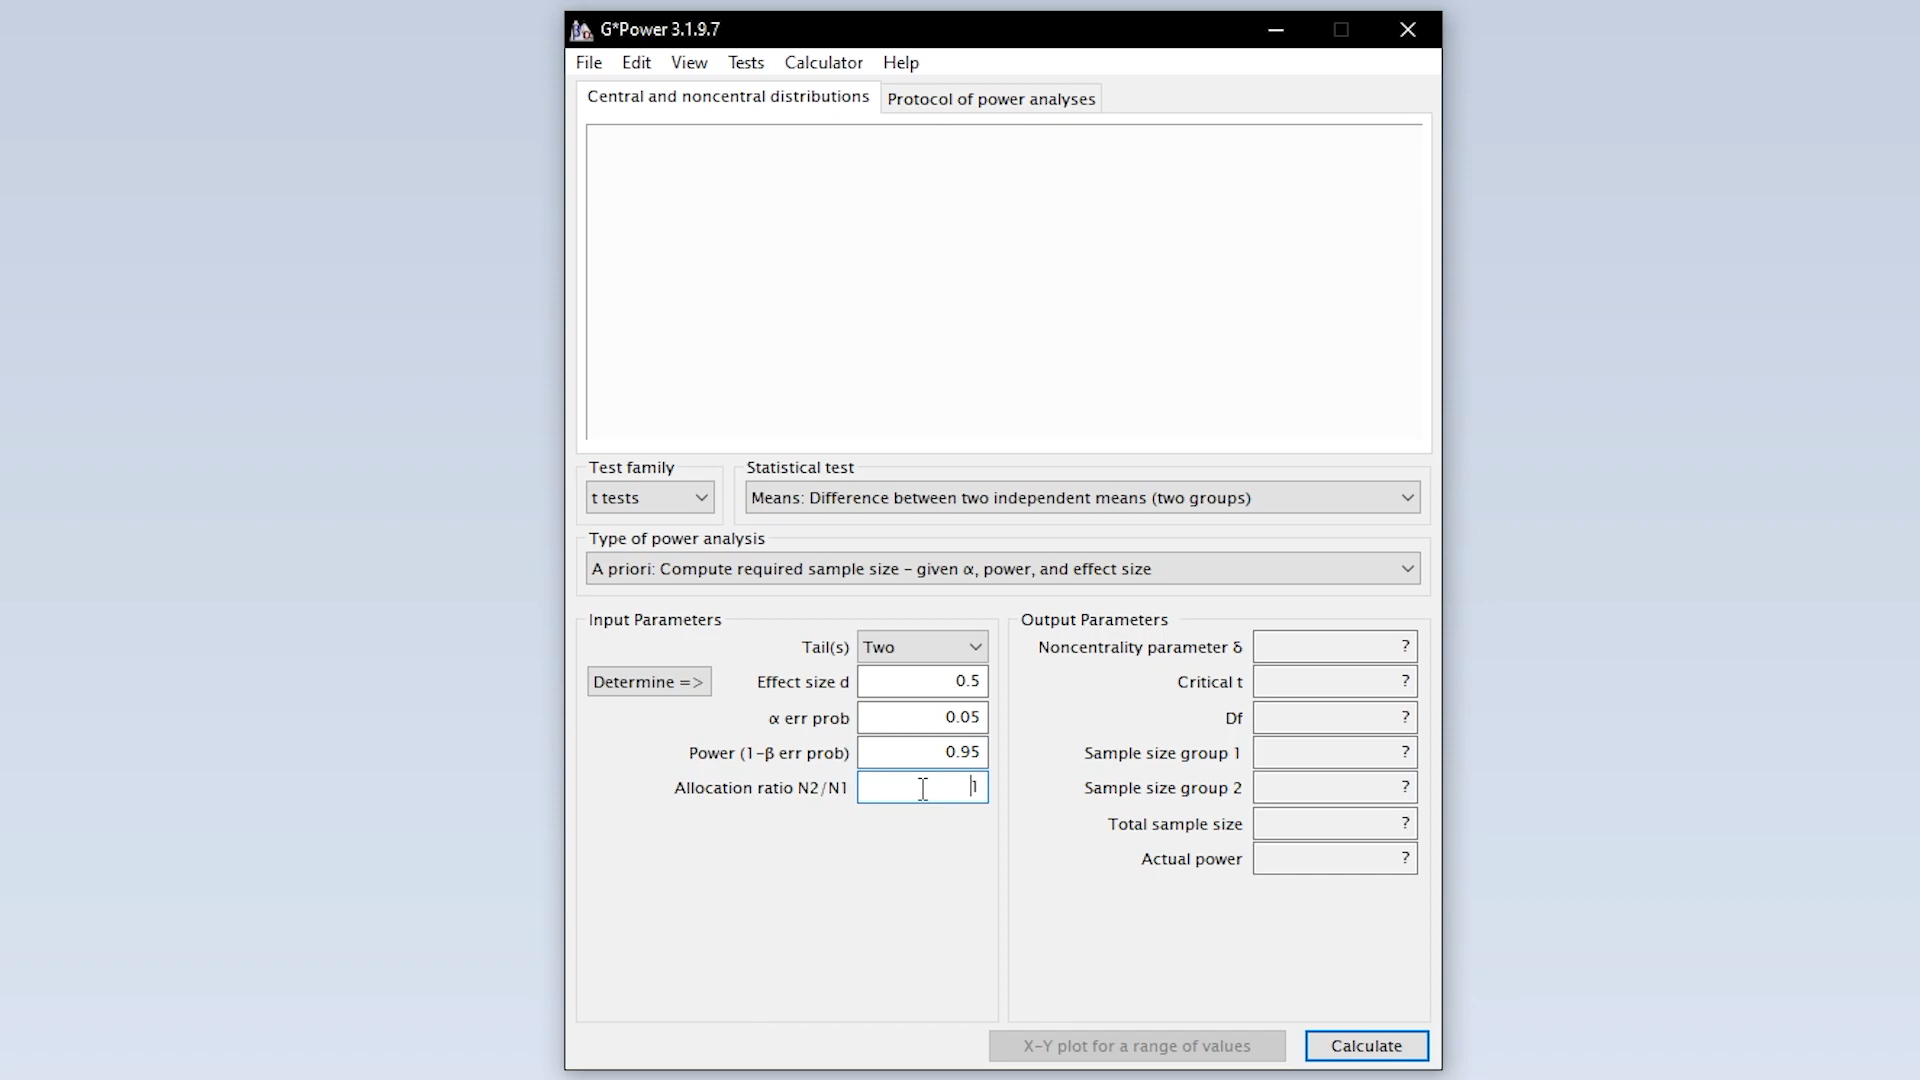 G*Power 3.1.9.7
File Edit View Tests Calculator Help
Central and noncentral distributions Protocol of power analyses
Test family Statistical test
t tests Means: Difference between two independent means (two groups)
Type of power analysis
A priori: Compute required sample size - given α, power, and effect size
Input Parameters
Tail(s) Two
Determine => Effect size d 0.5
α err prob 0.05
Power (1-β err prob) 0.95
Allocation ratio N2/N1 1
Output Parameters
Noncentrality parameter δ ?
Critical t ?
Df ?
Sample size group 1 ?
Sample size group 2 ?
Total sample size ?
Actual power ?
X-Y plot for a range of values Calculate